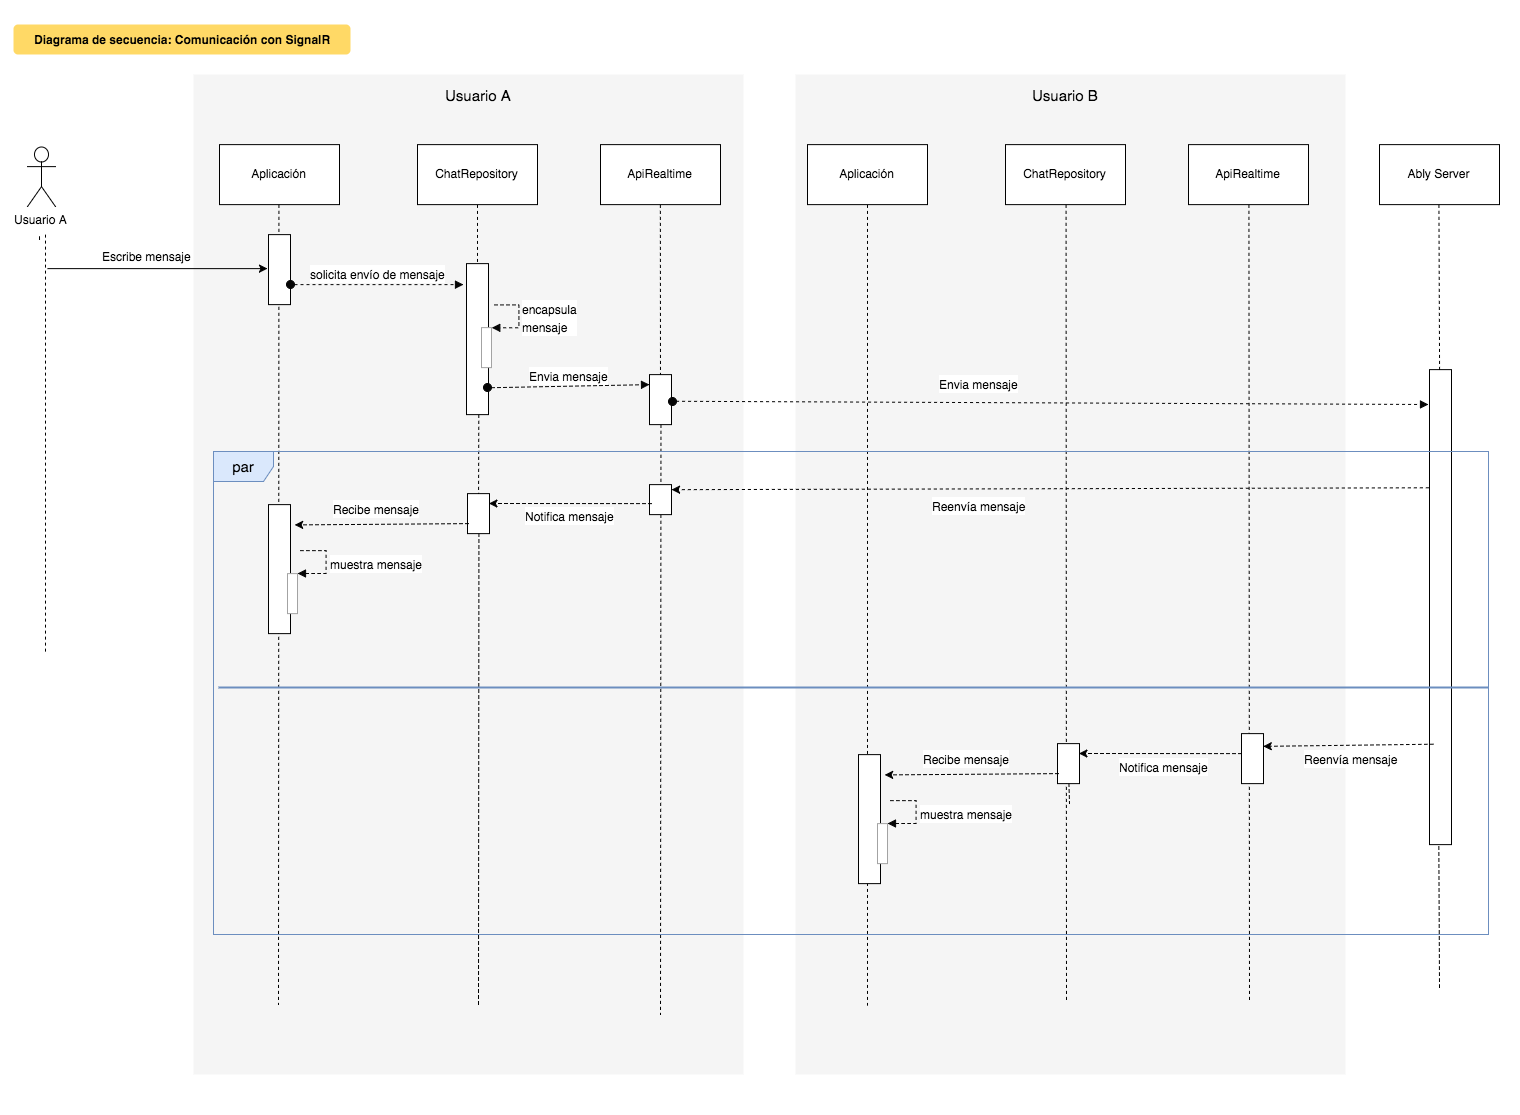 Diagrama de secuencia: Comunicación con SignalR
Usuario A
Usuario B
Aplicación
ChatRepository
ApiRealtime
Aplicación
ChatRepository
ApiRealtime
Ably Server
Usuario A
Escribe mensaje
solicita envío de mensaje
encapsula
mensaje
Envia mensaje
Envia mensaje
par
Reenvía mensaje
Notifica mensaje
Recibe mensaje
muestra mensaje
Reenvía mensaje
Notifica mensaje
Recibe mensaje
muestra mensaje